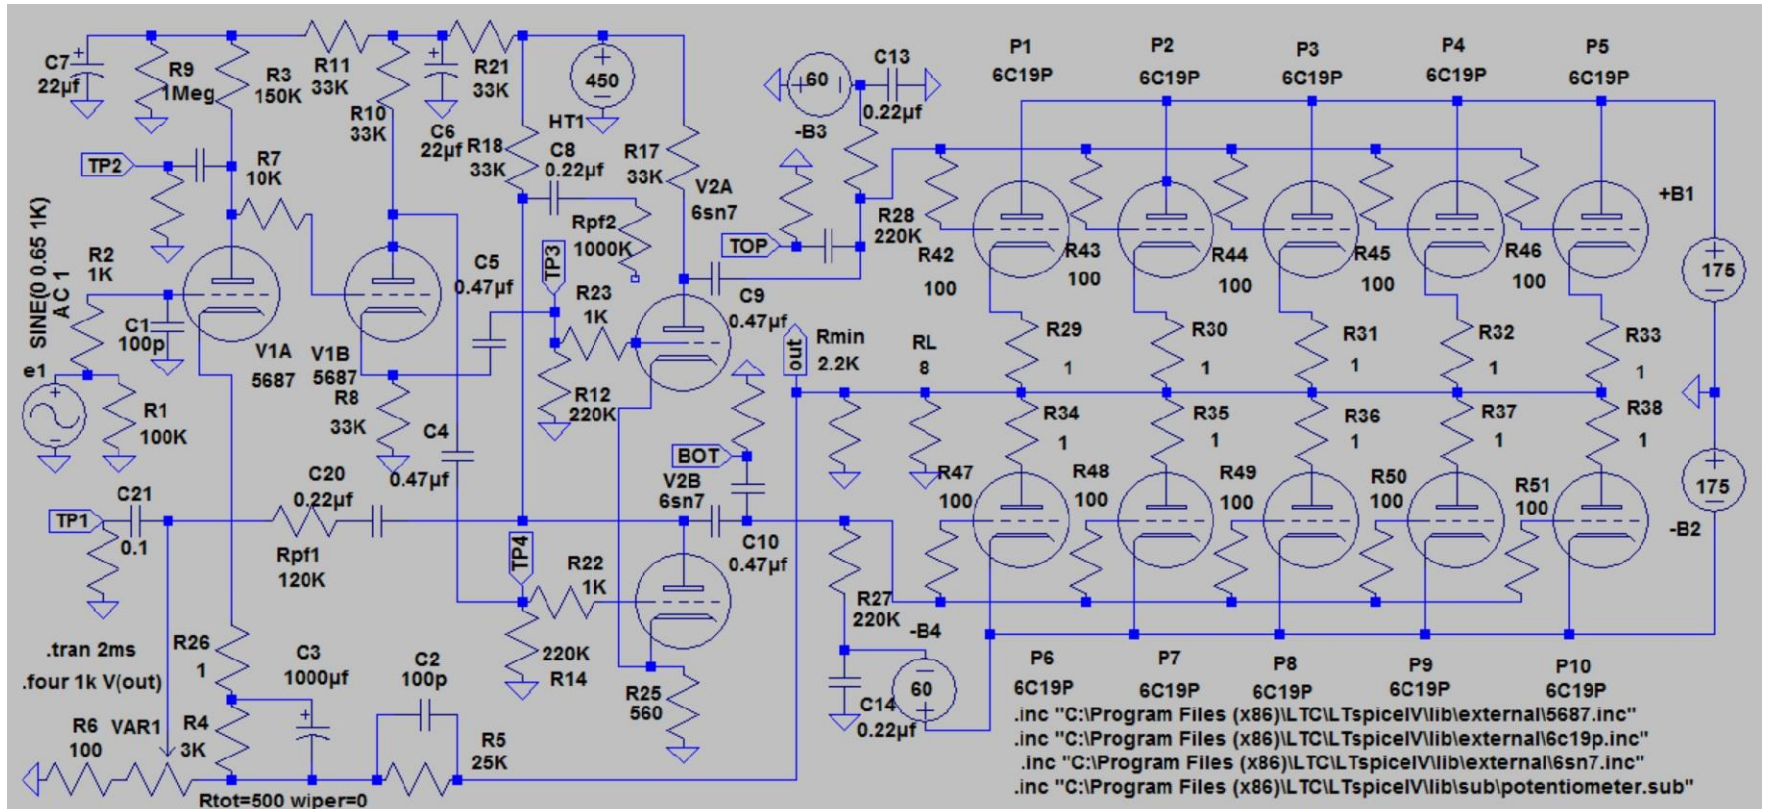 C7
22µf
R9
1Meg
R3
150K
R11
33K
R10
33K
C6
22µf
R21
33K
450
HT1
R18
33K
C8
0.22µf
R17
33K
V2A
6sn7
Rpf2
1000K
60
-B3
C13
0.22µf
P1
6C19P
P2
6C19P
P3
6C19P
P4
6C19P
P5
6C19P
TP2
R7
10K
SINE(0 0.65 1K)
AC 1
R2
1K
C1
100p
e1
R1
100K
V1A
5687
V1B
5687
R8
33K
C5
0.47µf
TP3
R23
1K
R12
220K
C4
0.47µf
TOP
R28
220K
C9
0.47µf
out
Rmin
2.2K
RL
8
R42
100
R43
100
R44
100
R45
100
R46
100
+B1
175
R29
1
R30
1
R31
1
R32
1
R33
1
R34
1
R35
1
R36
1
R37
1
R38
1
175
-B2
BOT
V2B
6sn7
C10
0.47µf
R47
100
R48
100
R49
100
R50
100
R51
100
TP1
C21
0.1
C20
0.22µf
Rpf1
120K
TP4
R22
1K
220K
R14
R27
220K
-B4
60
C14
0.22µf
R25
560
.tran 2ms
.four 1k V(out)
R26
1
C3
1000µf
C2
100p
R6
100
VAR1
R4
3K
R5
25K
Rtot=500 wiper=0
P6
6C19P
P7
6C19P
P8
6C19P
P9
6C19P
P10
6C19P
.inc "C:\Program Files (x86)\LTC\LTspiceIV\lib\external\5687.inc"
.inc "C:\Program Files (x86)\LTC\LTspiceIV\lib\external\6c19p.inc"
.inc "C:\Program Files (x86)\LTC\LTspiceIV\lib\external\6sn7.inc"
.inc "C:\Program Files (x86)\LTC\LTspiceIV\lib\sub\potentiometer.sub"